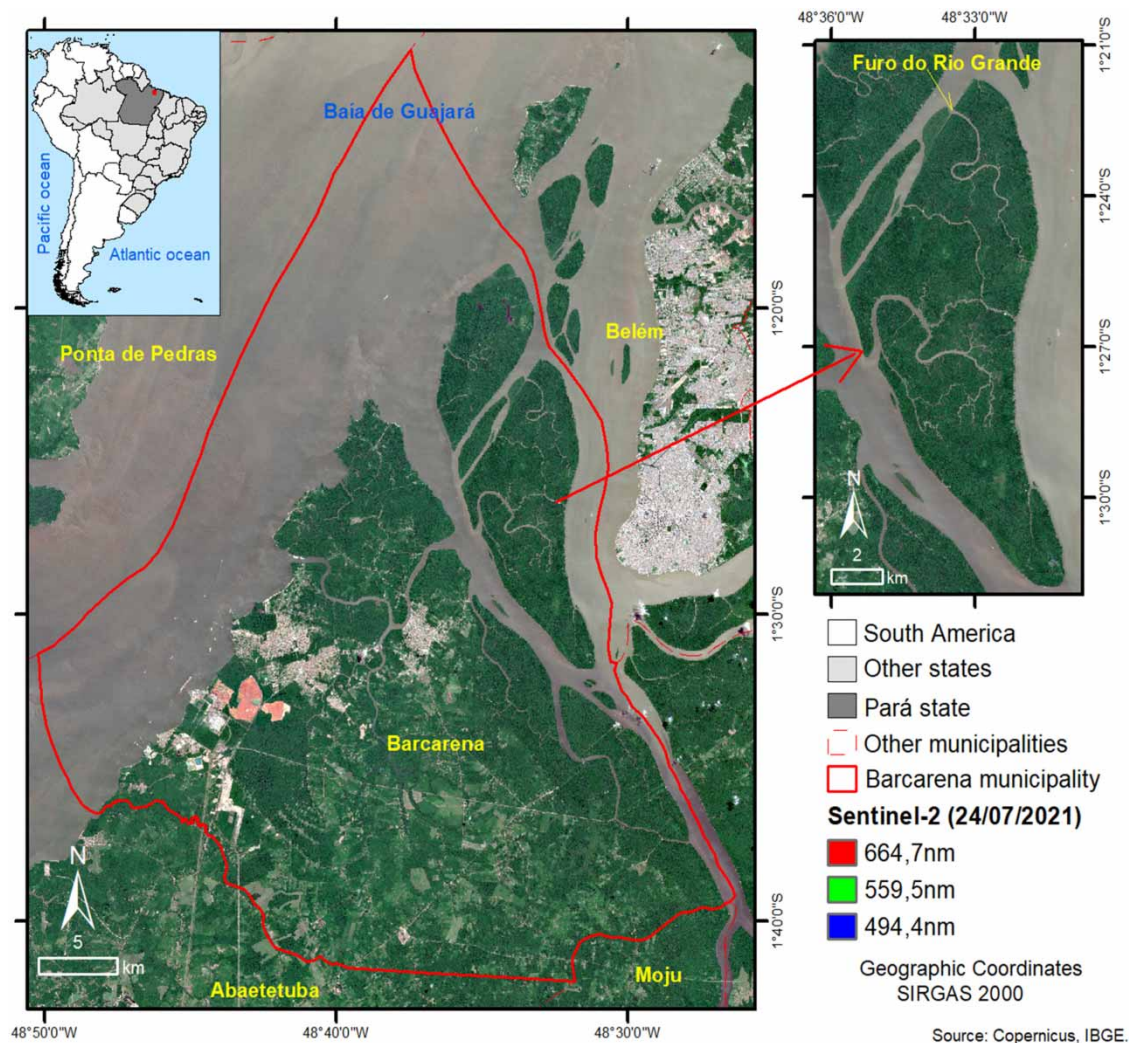 48°36'0"W 48°33'0"W
Furo do Rio Grande
1°21'0"S
1°24'0"S
1°27'0"S
1°30'0"S
N
2
km
Pacific ocean
Atlantic ocean
Baía de Guajará
Ponta de Pedras
Belém
Barcarena
Abaetetuba
Moju
N
5
km
1°20'0"S
1°30'0"S
1°40'0"S
48°50'0"W 48°40'0"W 48°30'0"W
South America
Other states
Pará state
Other municipalities
Barcarena municipality
Sentinel-2 (24/07/2021)
664,7nm
559,5nm
494,4nm
Geographic Coordinates
SIRGAS 2000
Source: Copernicus, IBGE.